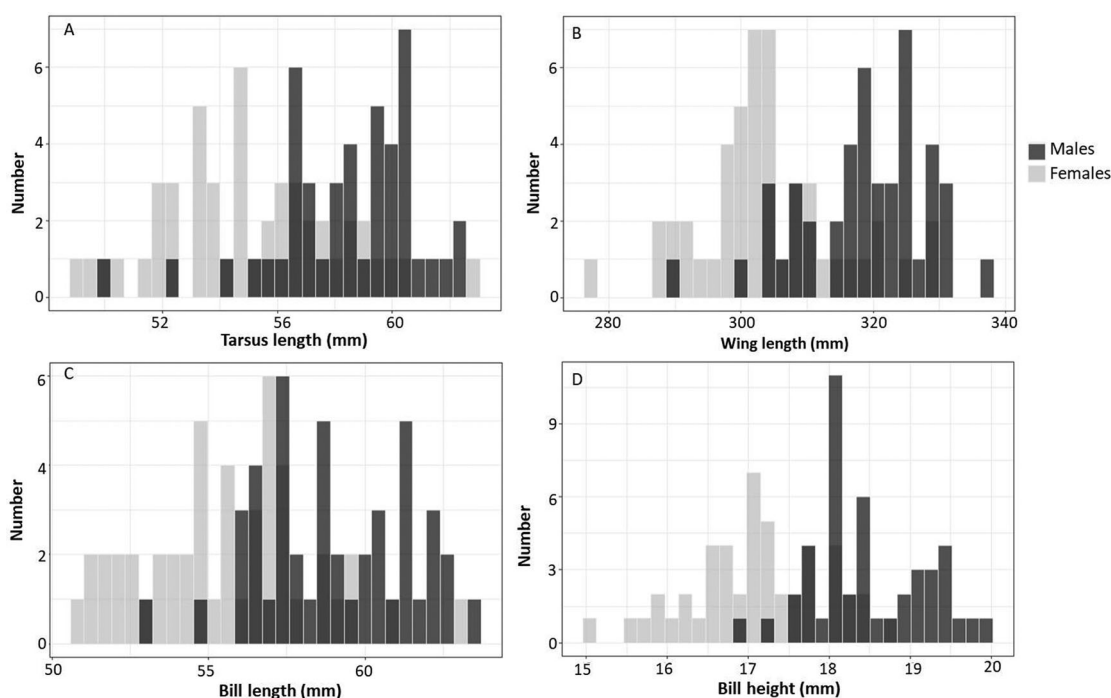 A
6
4
2
0
Number
52
56
60
Tarsus length (mm)
B
6
4
2
0
Number
280
300
320
340
Wing length (mm)
Males
Females
C
6
4
2
0
Number
50
55
60
Bill length (mm)
D
9
6
3
0
Number
15
16
17
18
19
20
Bill height (mm)